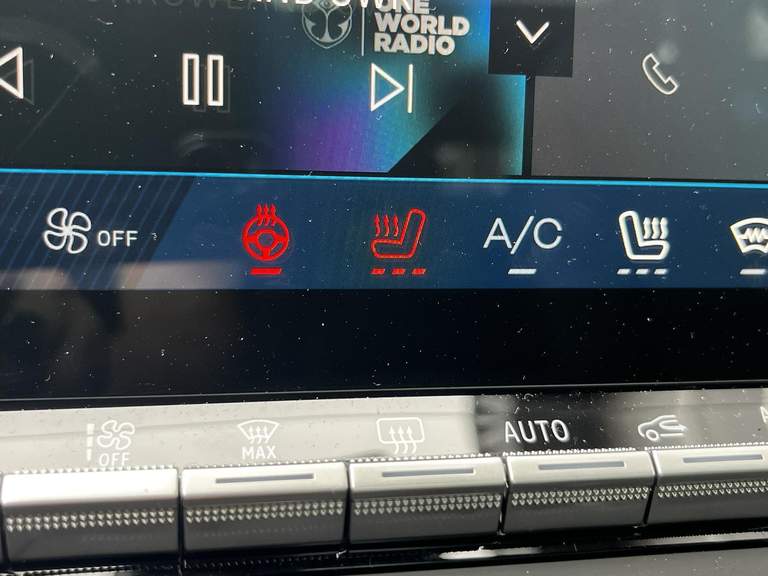 ONE
WORLD
RADIO
OFF
A/C
OFF
MAX
AUTO